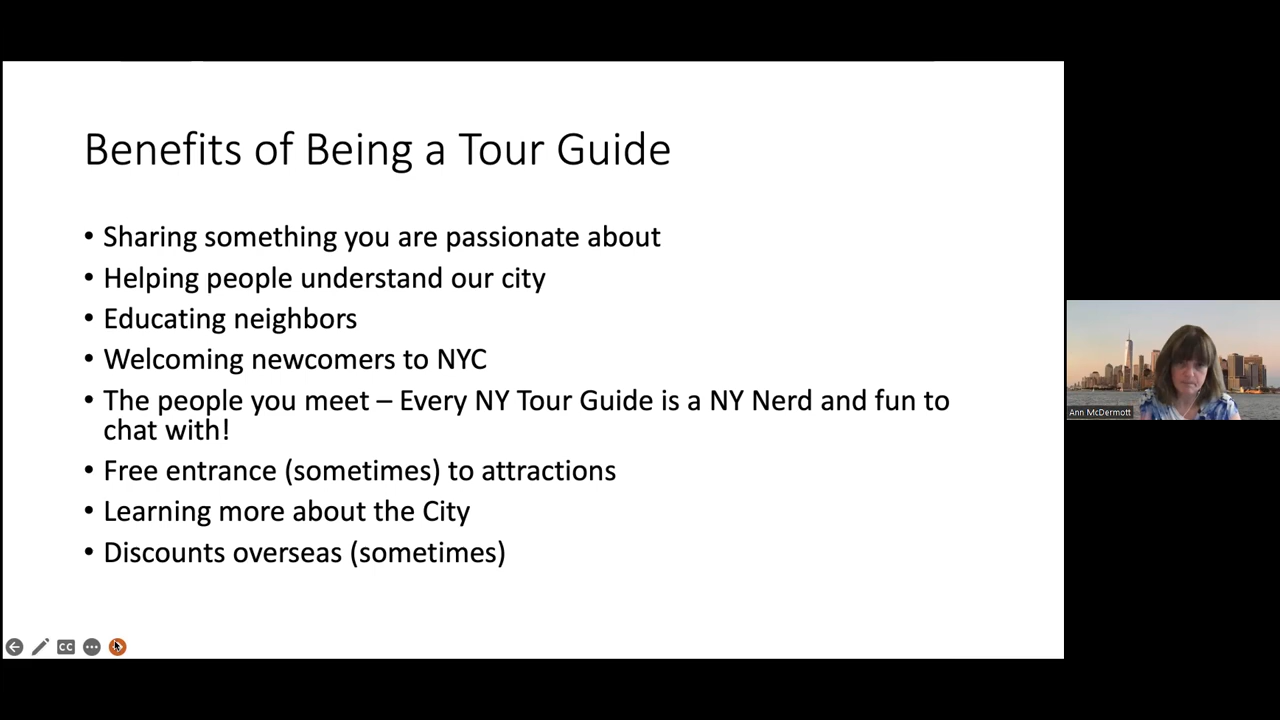 Benefits of Being a Tour Guide
• Sharing something you are passionate about
• Helping people understand our city
• Educating neighbors
• Welcoming newcomers to NYC
• The people you meet – Every NY Tour Guide is a NY Nerd and fun to
chat with!
• Free entrance (sometimes) to attractions
• Learning more about the City
• Discounts overseas (sometimes)
CC
Ann McDermott